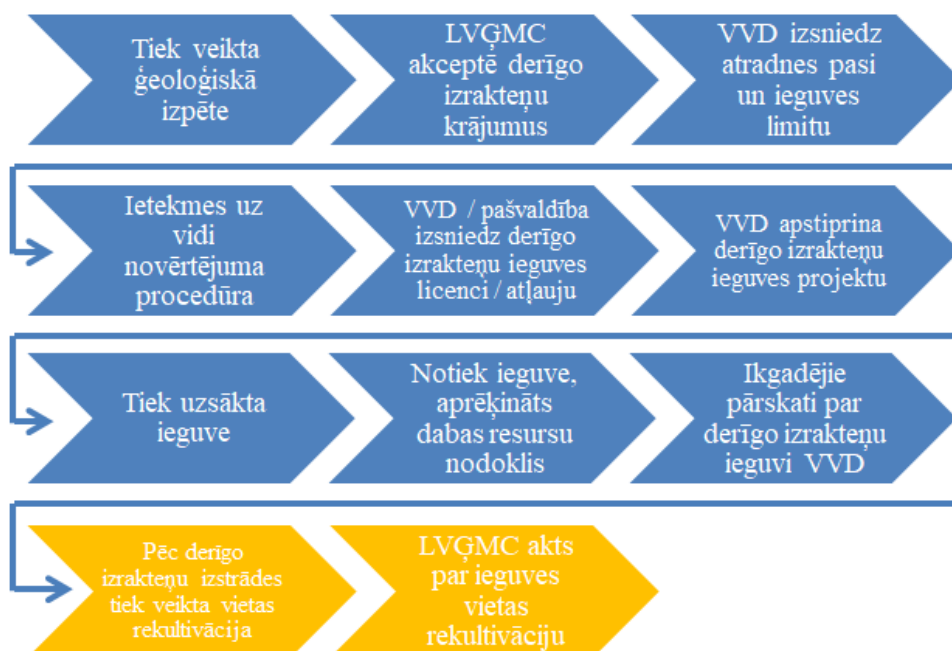 Tiek veikta
ģeoloģiskā
izpēte
LVĢMC
akceptē derīgo
izrakteņu
krājumus
VVD izsniedz
atradnes pasi
un ieguves
limitu
Ietekmes uz
vidi
novērtējuma
procedūra
VVD / pašvaldība
izsniedz derīgo
izrakteņu ieguves
licenci / atļauju
VVD apstiprina
derīgo izrakteņu
ieguves projektu
Tiek uzsākta
ieguve
Notiek ieguve,
aprēķināts
dabas resursu
nodoklis
Ikgadējie
pārskati par
derīgo izrakteņu
ieguvi VVD
Pēc derīgo
izrakteņu izstrādes
tiek veikta vietas
rekultivācija
LVĢMC akts
par ieguves
vietas
rekultivāciju